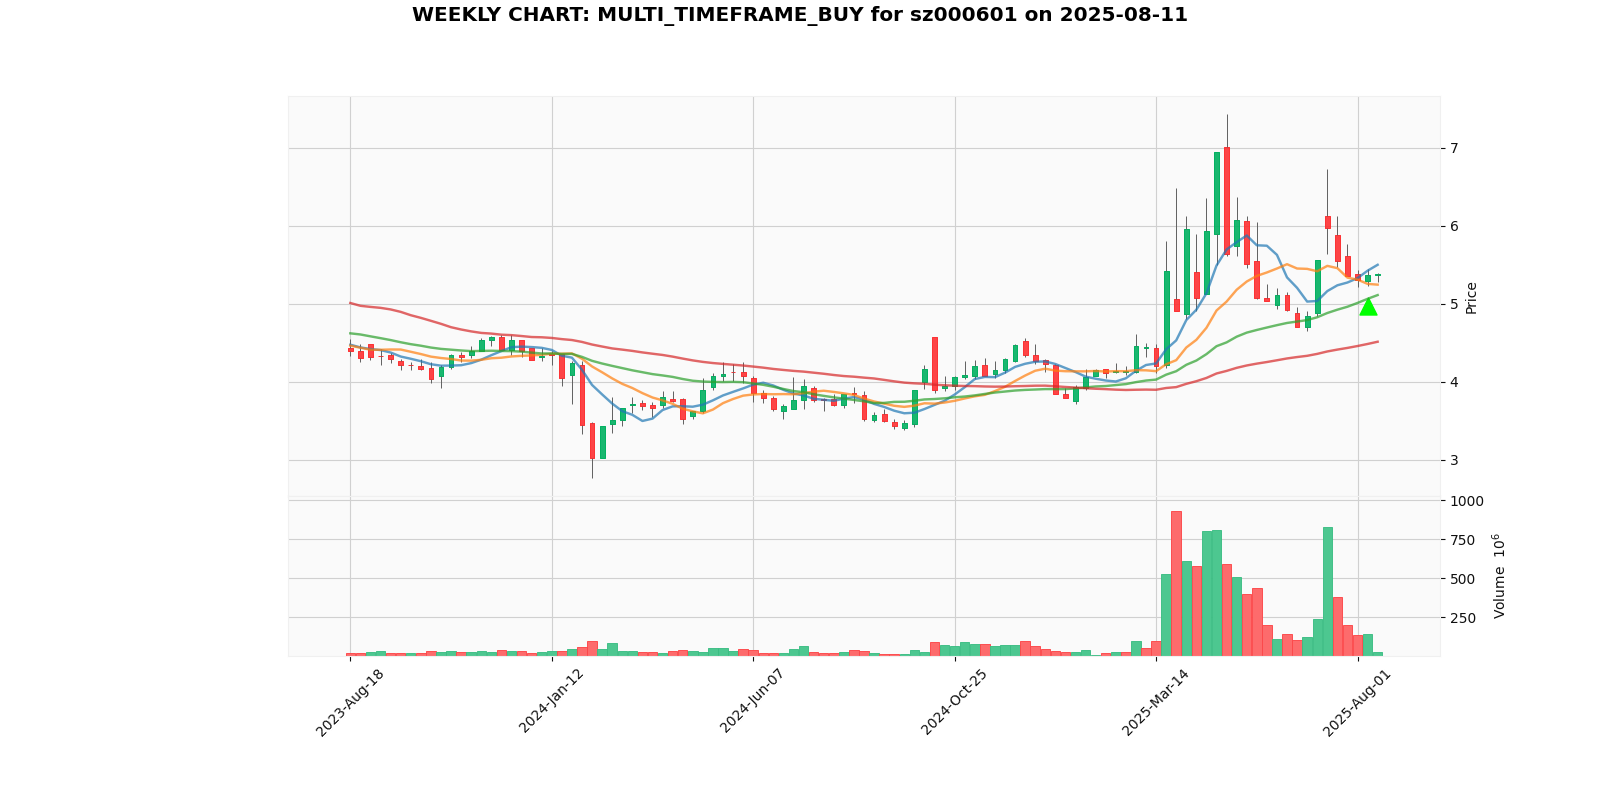 WEEKLY CHART: MULTI_TIMEFRAME_BUY for sz000601 on 2025-08-11
7
6
5
4
3
Price
1000
750
500
250
Volume 10^6
2023-Aug-18
2024-Jan-12
2024-Jun-07
2024-Oct-25
2025-Mar-14
2025-Aug-01